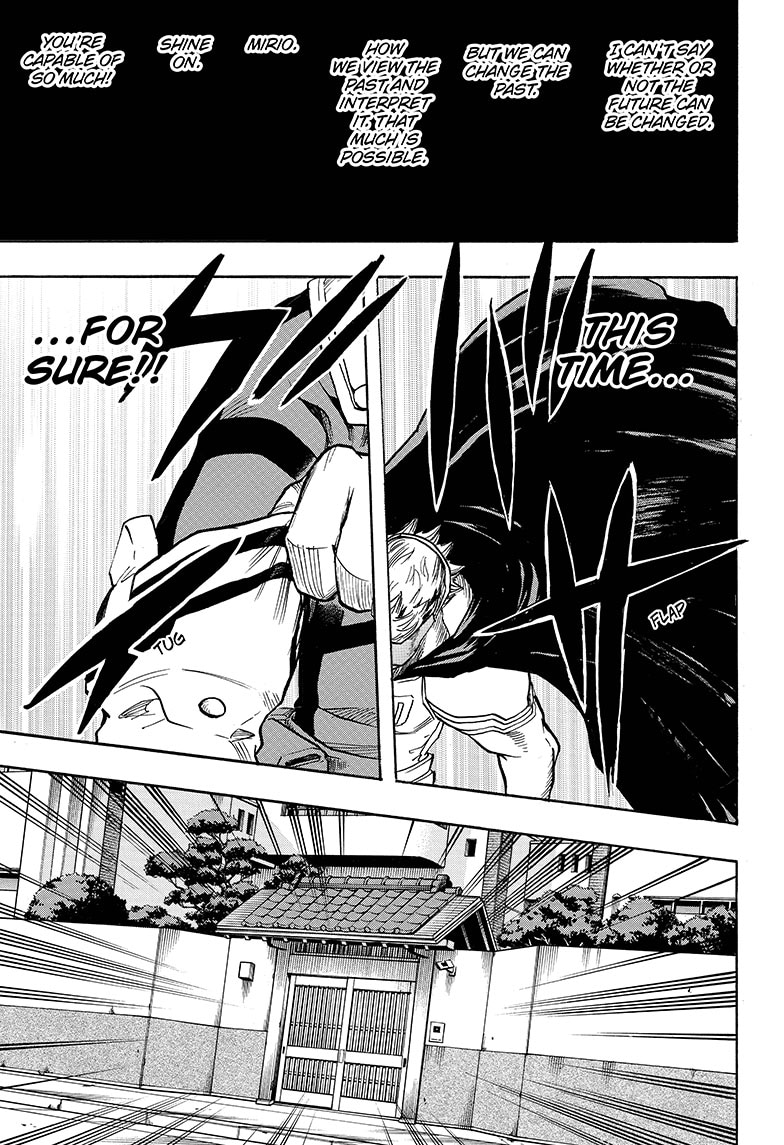 I CAN'T SAY
WHETHER OR
NOT THE
FUTURE CAN
BE CHANGED.
BUT WE CAN
CHANGE THE
PAST.
HOW
WE VIEW THE
PAST AND
INTERPRET
IT, THAT
MUCH IS
POSSIBLE.
MIRIO.
SHINE
ON.
YOU'RE
CAPABLE OF
SO MUCH!
THIS
TIME...
FLAP
...FOR
SURE!!
TUG